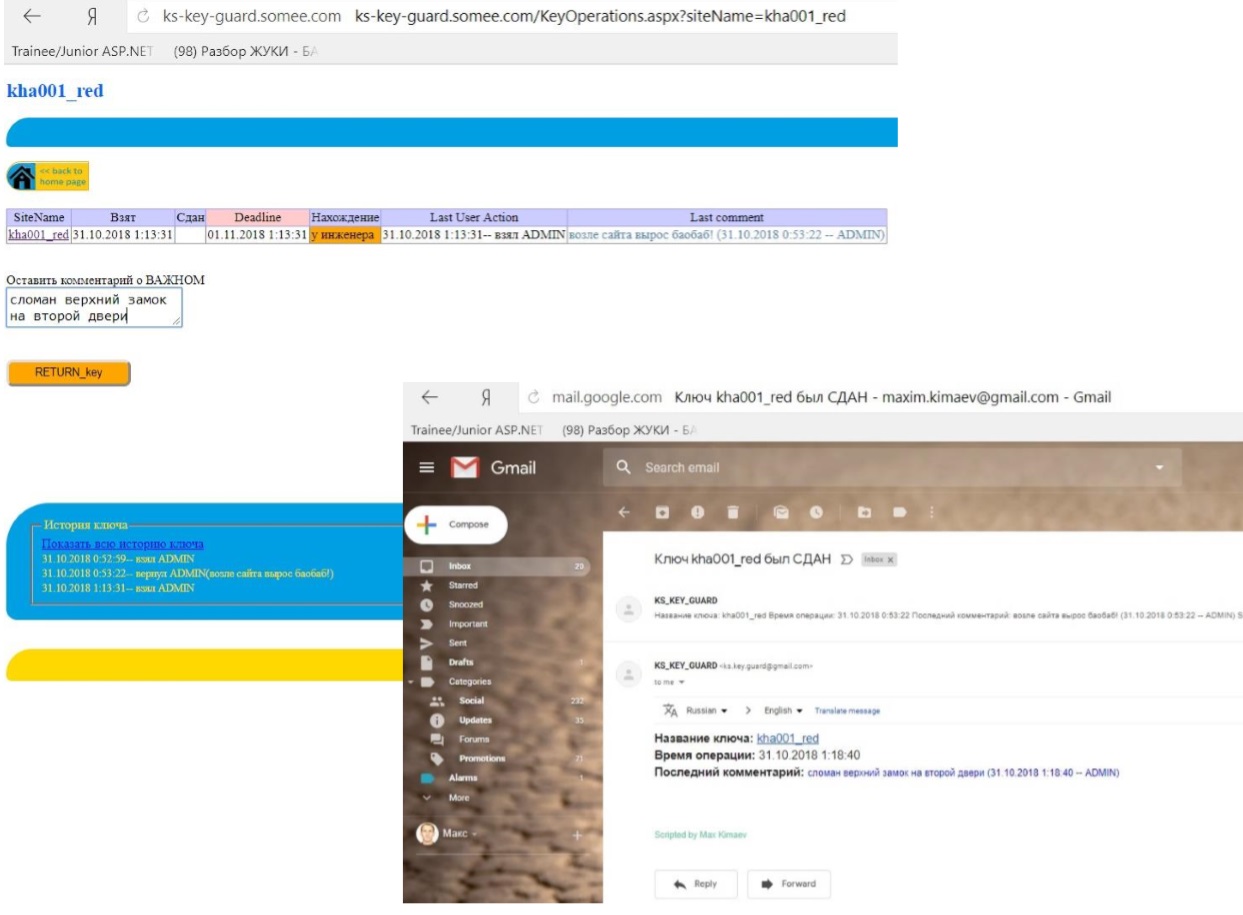 Я ks-key-guard.somee.com ks-key-guard.somee.com/KeyOperations.aspx?siteName=kha001_red
Trainee/Junior ASP.NET (98) Разбор ЖУКИ - БА
kha001_red
<< back to
home page
SiteName Взят Сдан Deadline Нахождение Last User Action Last comment
kha001_red 31.10.2018 1:13:31 01.11.2018 1:13:31 у инженера 31.10.2018 1:13:31-- взял ADMIN возле сайта вырос баобаб! (31.10.2018 0:53:22 -- ADMIN)
Оставить комментарий о ВАЖНОМ
сломан верхний замок
на второй двери
RETURN_key
История ключа
Показать всю историю ключа
31.10.2018 0:52:59-- взял ADMIN
31.10.2018 0:53:22-- вернул ADMIN(возле сайта вырос баобаб!)
31.10.2018 1:13:31-- взял ADMIN
Я mail.google.com Ключ kha001_red был СДАН - maxim.kimaev@gmail.com - Gmail
Trainee/Junior ASP.NET (98) Разбор ЖУКИ - БА
Gmail
Search email
Compose
Inbox 20
Starred
Snoozed
Important
Sent
Drafts 1
Categories
Social 232
Updates 35
Forums
Promotions 21
Alarms 1
More
Макс
Ключ kha001_red был СДАН Inbox x
KS_KEY_GUARD
Название ключа: kha001_red Время операции: 31.10.2018 0:53:22 Последний комментарий: возле сайта вырос баобаб! (31.10.2018 0:53:22 -- ADMIN) S
KS_KEY_GUARD <ks.key.guard@gmail.com>
to me
Russian > English Translate message
Название ключа: kha001_red
Время операции: 31.10.2018 1:18:40
Последний комментарий: сломан верхний замок на второй двери (31.10.2018 1:18:40 -- ADMIN)
Scripted by Max Kimaev
Reply Forward